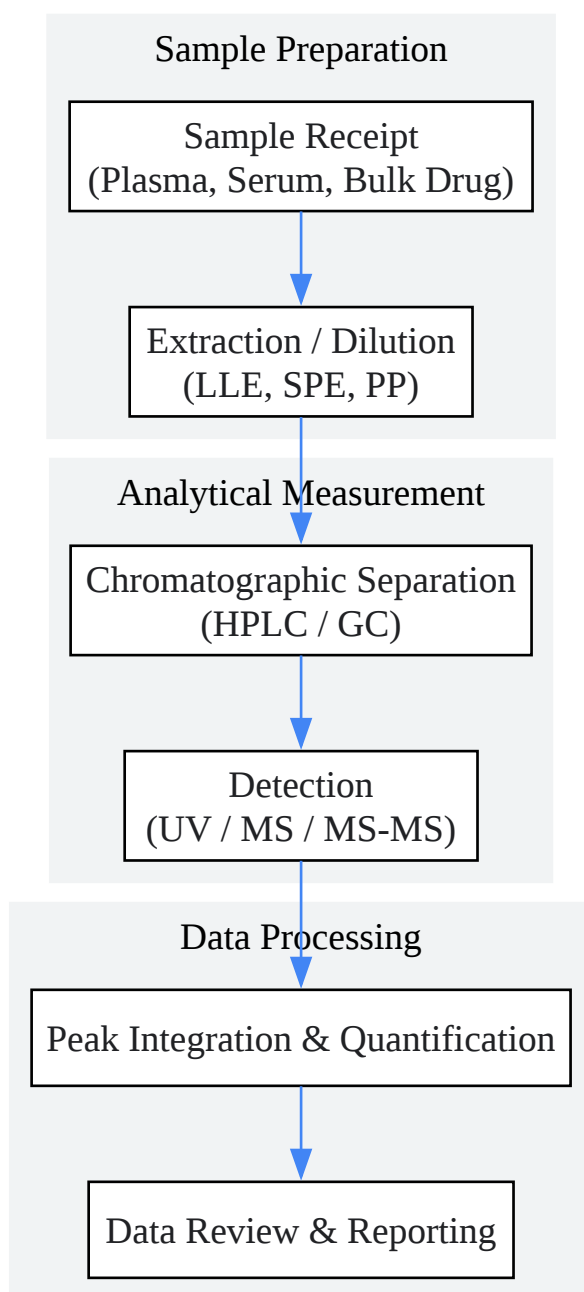 Sample Preparation
Sample Receipt
(Plasma, Serum, Bulk Drug)
Extraction / Dilution
(LLE, SPE, PP)
Analytical Measurement
Chromatographic Separation
(HPLC / GC)
Detection
(UV / MS / MS-MS)
Data Processing
Peak Integration & Quantification
Data Review & Reporting